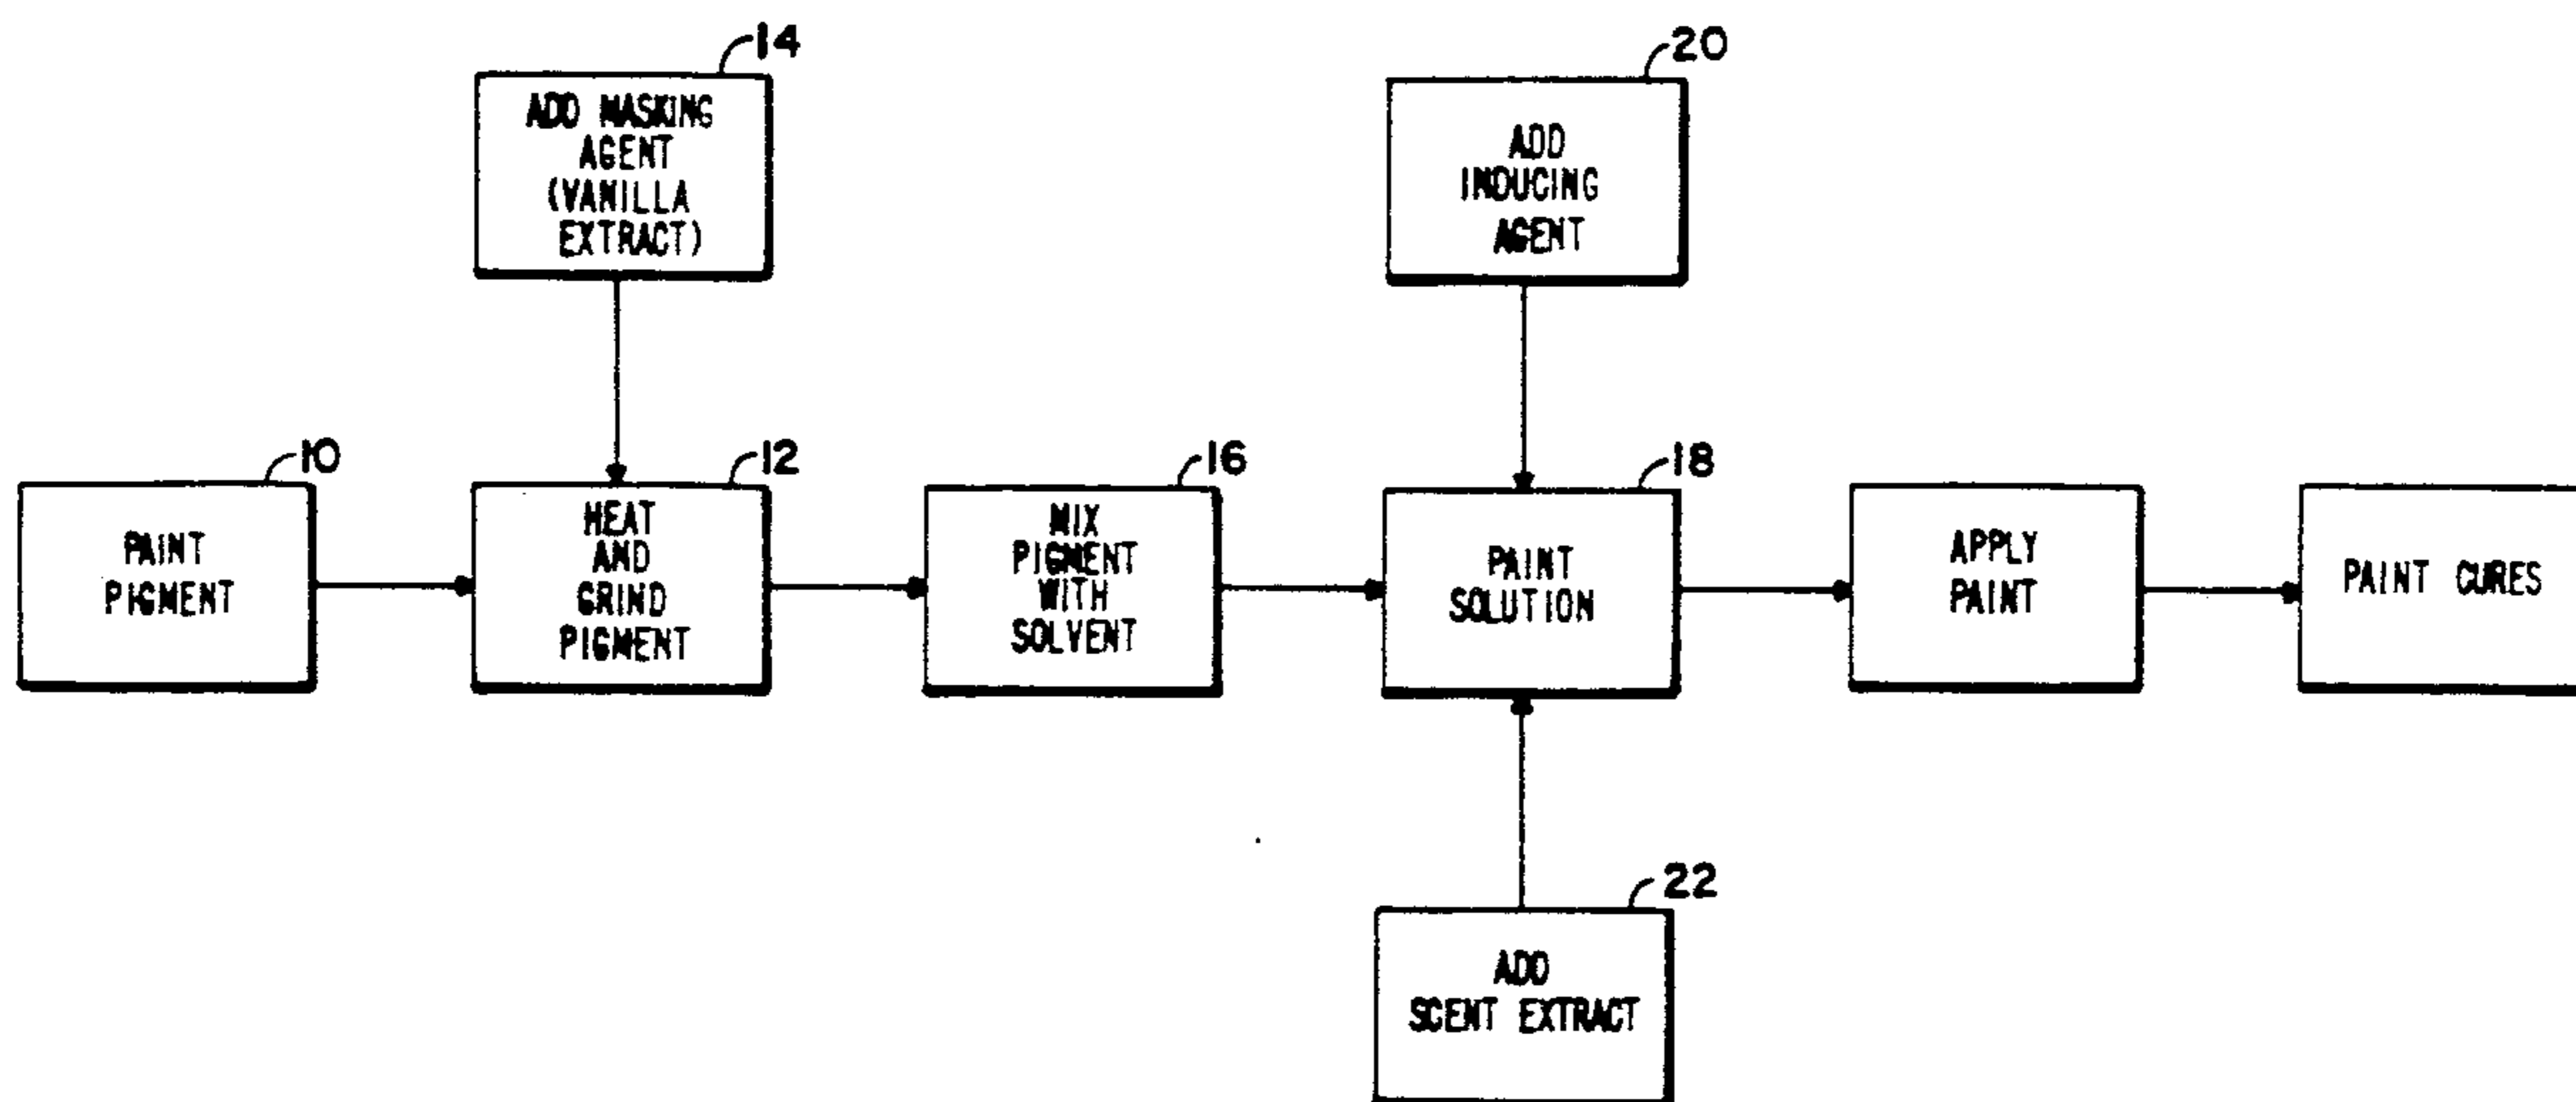 14
ADD MASKING
AGENT
(VANILLA
EXTRACT)
20
ADD
INDUCING
AGENT
10
PAINT
PIGMENT
12
HEAT
AND
GRIND
PIGMENT
16
MIX
PIGMENT
WITH
SOLVENT
18
PAINT
SOLUTION
APPLY
PAINT
PAINT CURES
22
ADD
SCENT EXTRACT